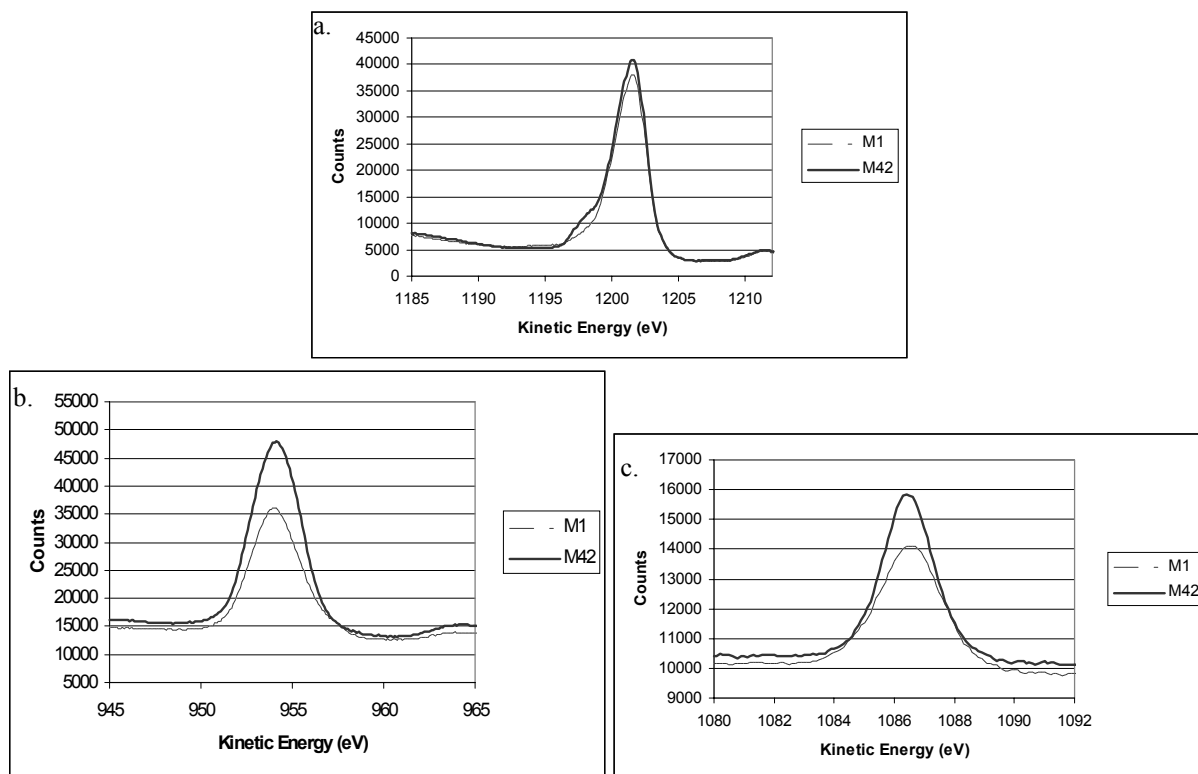 a.
45000
40000
35000
30000
25000
20000
15000
10000
5000
0
Counts
1185 1190 1195 1200 1205 1210
Kinetic Energy (eV)
M1
M42
b.
55000
50000
45000
40000
35000
30000
25000
20000
15000
10000
5000
Counts
945 950 955 960 965
Kinetic Energy (eV)
M1
M42
c.
17000
16000
15000
14000
13000
12000
11000
10000
9000
Counts
1080 1082 1084 1086 1088 1090 1092
Kinetic Energy (eV)
M1
M42